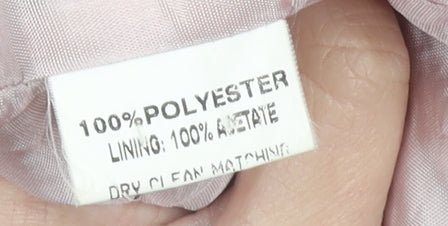 100% POLYESTER
LINING: 100% ACETATE
DRY CLEAN MATCHING